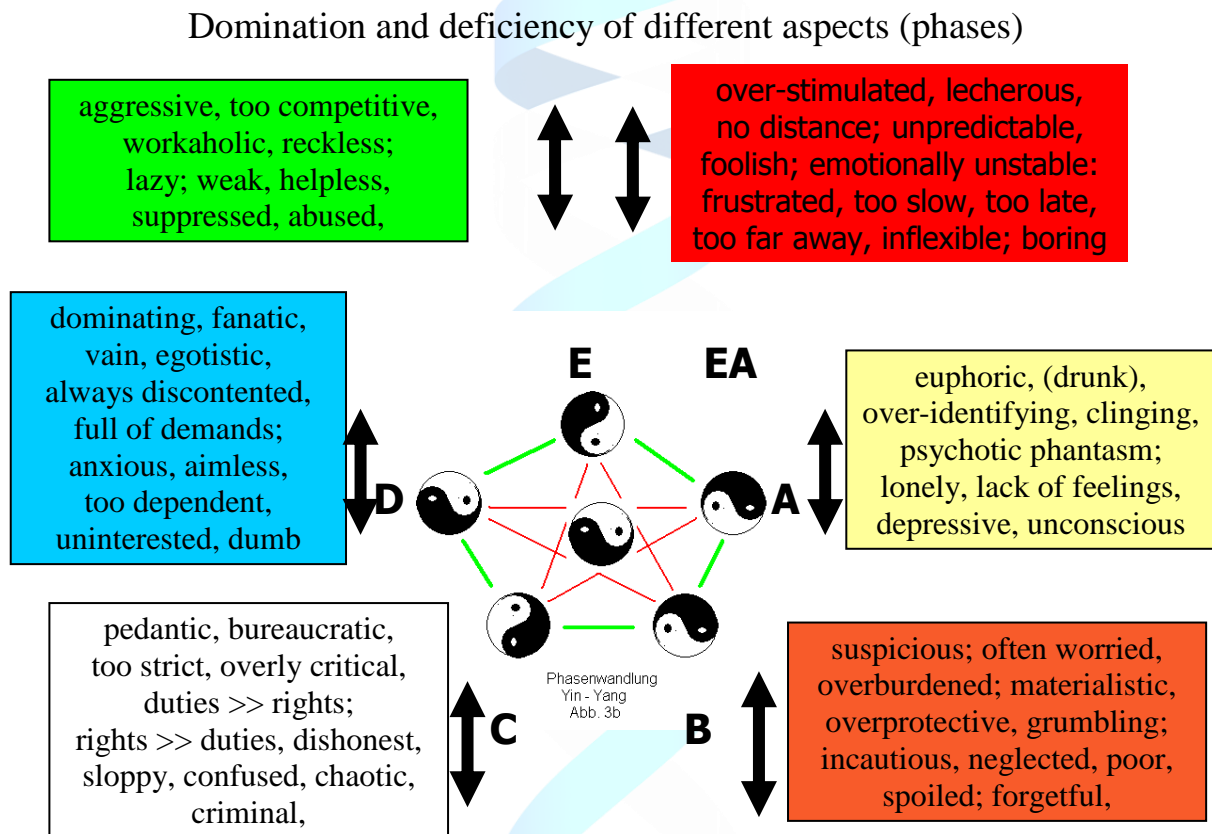 Domination and deficiency of different aspects (phases)
aggressive, too competitive,
workaholic, reckless;
lazy; weak, helpless,
suppressed, abused,
over-stimulated, lecherous,
no distance; unpredictable,
foolish; emotionally unstable:
frustrated, too slow, too late,
too far away, inflexible; boring
dominating, fanatic,
vain, egotistic,
always discontented,
full of demands;
anxious, aimless,
too dependent,
uninterested, dumb
E
EA
D
A
euphoric, (drunk),
over-identifying, clinging,
psychotic phantasm;
lonely, lack of feelings,
depressive, unconscious
pedantic, bureaucratic,
too strict, overly critical,
duties >> rights;
rights >> duties, dishonest,
sloppy, confused, chaotic,
criminal,
Phasenwandlung
Yin - Yang
Abb. 3b
C
B
suspicious; often worried,
overburdened; materialistic,
overprotective, grumbling;
incautious, neglected, poor,
spoiled; forgetful,